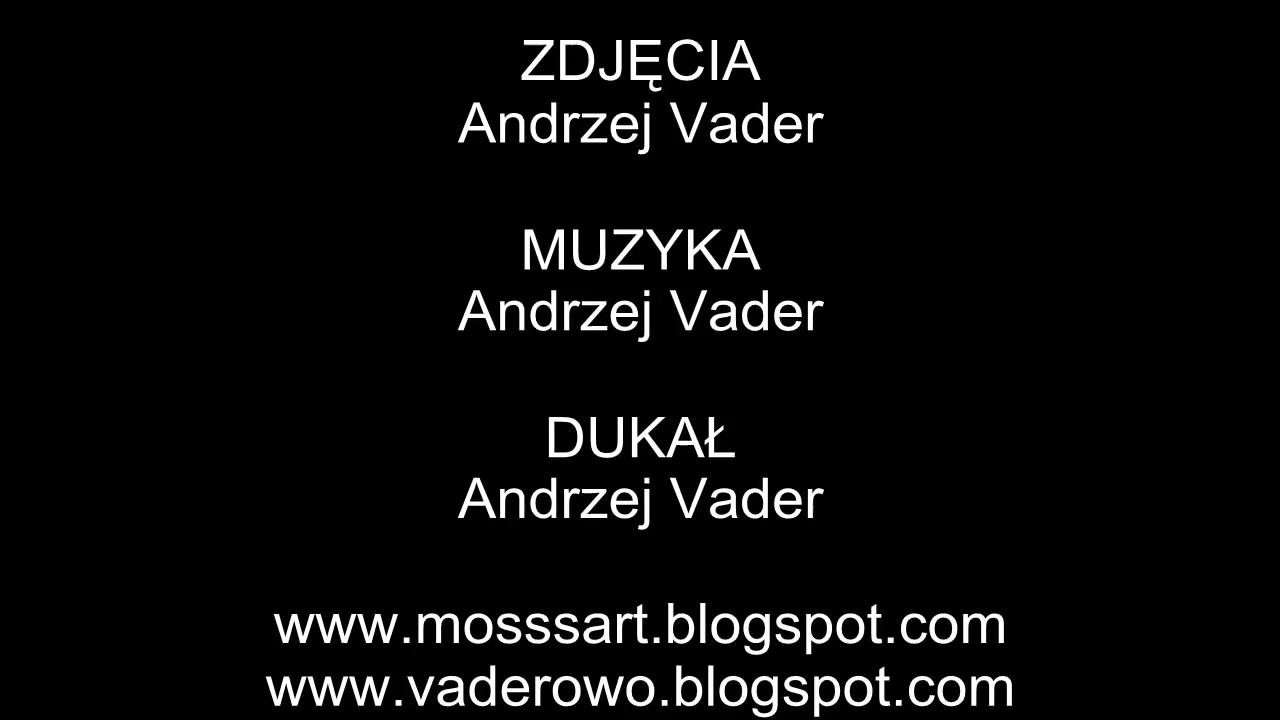 ZDJĘCIA
Andrzej Vader
MUZYKA
Andrzej Vader
DUKAŁ
Andrzej Vader
www.mosssart.blogspot.com
www.vaderowo.blogspot.com